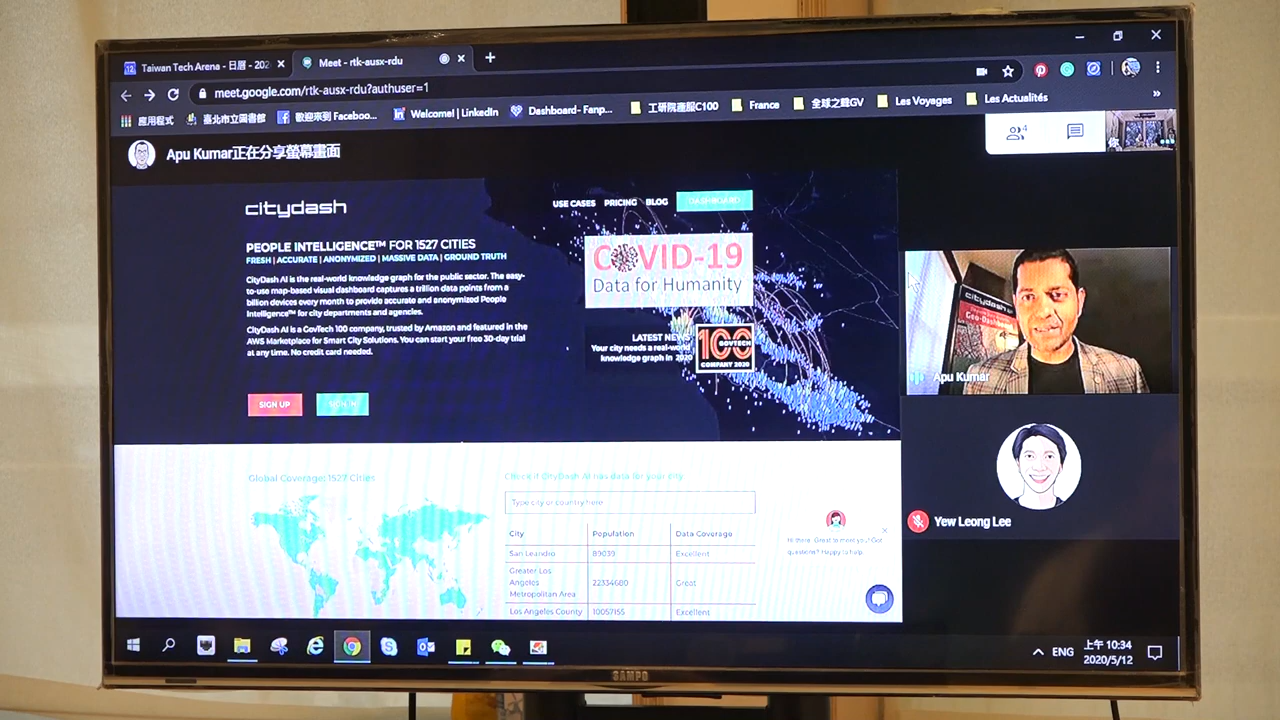 Taiwan Tech Arena - 日曆 - 202
Meet - rtk-ausx-rdu
meet.google.com/rtk-ausx-rdu?authuser=1
應用程式
臺北市立圖書館
歡迎來到 Faceboo...
Welcome! | LinkedIn
Dashboard- Fanp...
工研院產服C100
France
全球之鏈GV
Les Voyages
Les Actualités
Apu Kumar正在分享螢幕畫面
4
你
citydash
USE CASES PRICING BLOG DASHBOARD
PEOPLE INTELLIGENCE™ FOR 1527 CITIES
FRESH | ACCURATE | ANONYMIZED | MASSIVE DATA | GROUND TRUTH
CityDash AI is the real-world knowledge graph for the public sector. The easy-
to-use map-based visual dashboard captures a trillion data points from a
billion devices every month to provide accurate and anonymized People
Intelligence™ for city departments and agencies.
CityDash AI is a GovTech 100 company, trusted by Amazon and featured in the
AWS Marketplace for Smart City Solutions. You can start your free 30-day trial
at any time. No credit card needed.
SIGN UP
SIGN IN
COVID-19
Data for Humanity
LATEST NEWS
Your city needs a real-world
knowledge graph in 2020
100
GOVTECH
COMPANY 2020
citydash
Geo-Dashboard
Apu Kumar
Yew Leong Lee
Global Coverage: 1527 Cities
Check if CityDash AI has data for your city
Type city or country here
City Population Data Coverage
San Leandro 89039 Excellent
Greater Los
Angeles
Metropolitan Area 22334680 Great
Los Angeles County 10057155 Excellent
Hi there. Great to meet you! Got
questions? Happy to help.
ENG
上午 10:34
2020/5/12
SAMPO